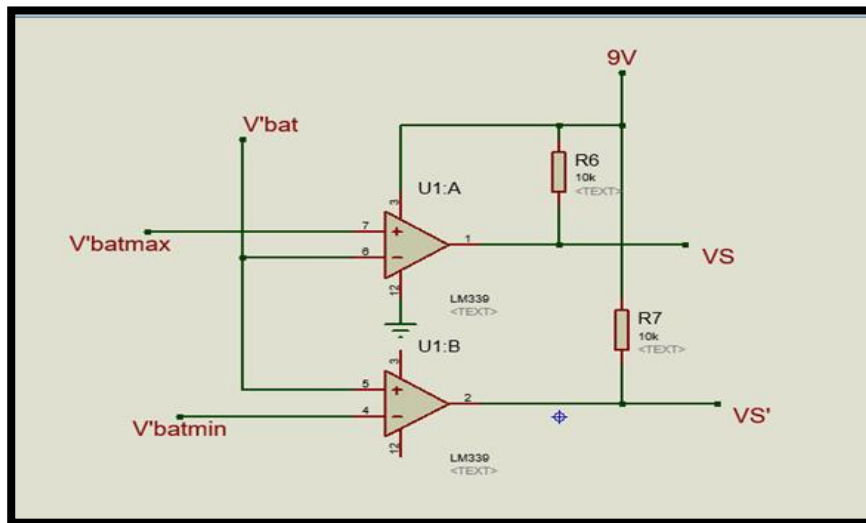 9V
V'bat
R6
10k
<TEXT>
U1:A
3
7
V'batmax
6
1
VS
12
LM339
<TEXT>
R7
10k
<TEXT>
U1:B
3
5
4
2
V'batmin
VS'
12
LM339
<TEXT>